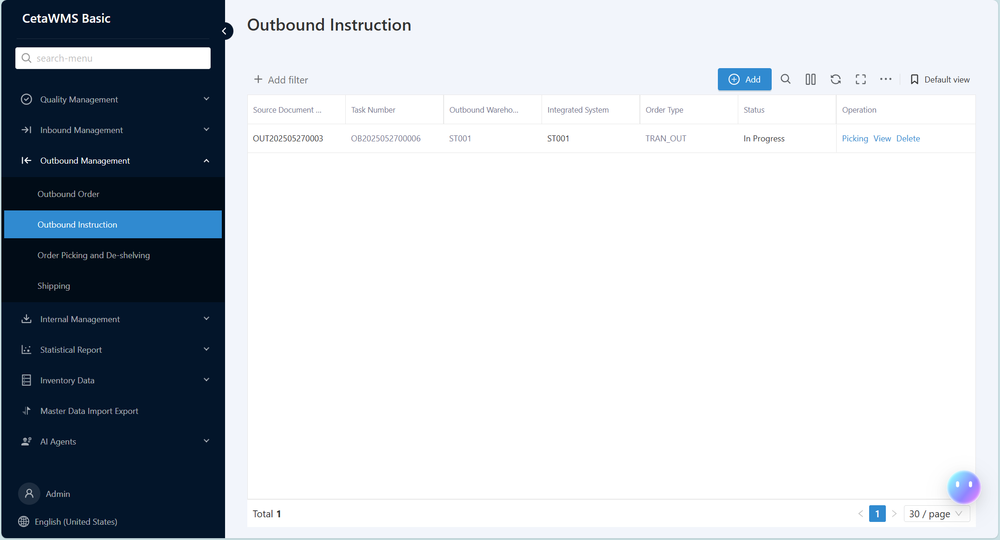 CetaWMS Basic
search-menu
Quality Management
Inbound Management
Outbound Management
Outbound Order
Outbound Instruction
Order Picking and De-shelving
Shipping
Internal Management
Statistical Report
Inventory Data
Master Data Import Export
AI Agents
Admin
English (United States)
Outbound Instruction
Add filter
Add
Default view
Source Document ... Task Number Outbound Wareho... Integrated System Order Type Status Operation
OUT202505270003 OB2025052700006 ST001 ST001 TRAN_OUT In Progress Picking View Delete
Total 1
1
30 / page